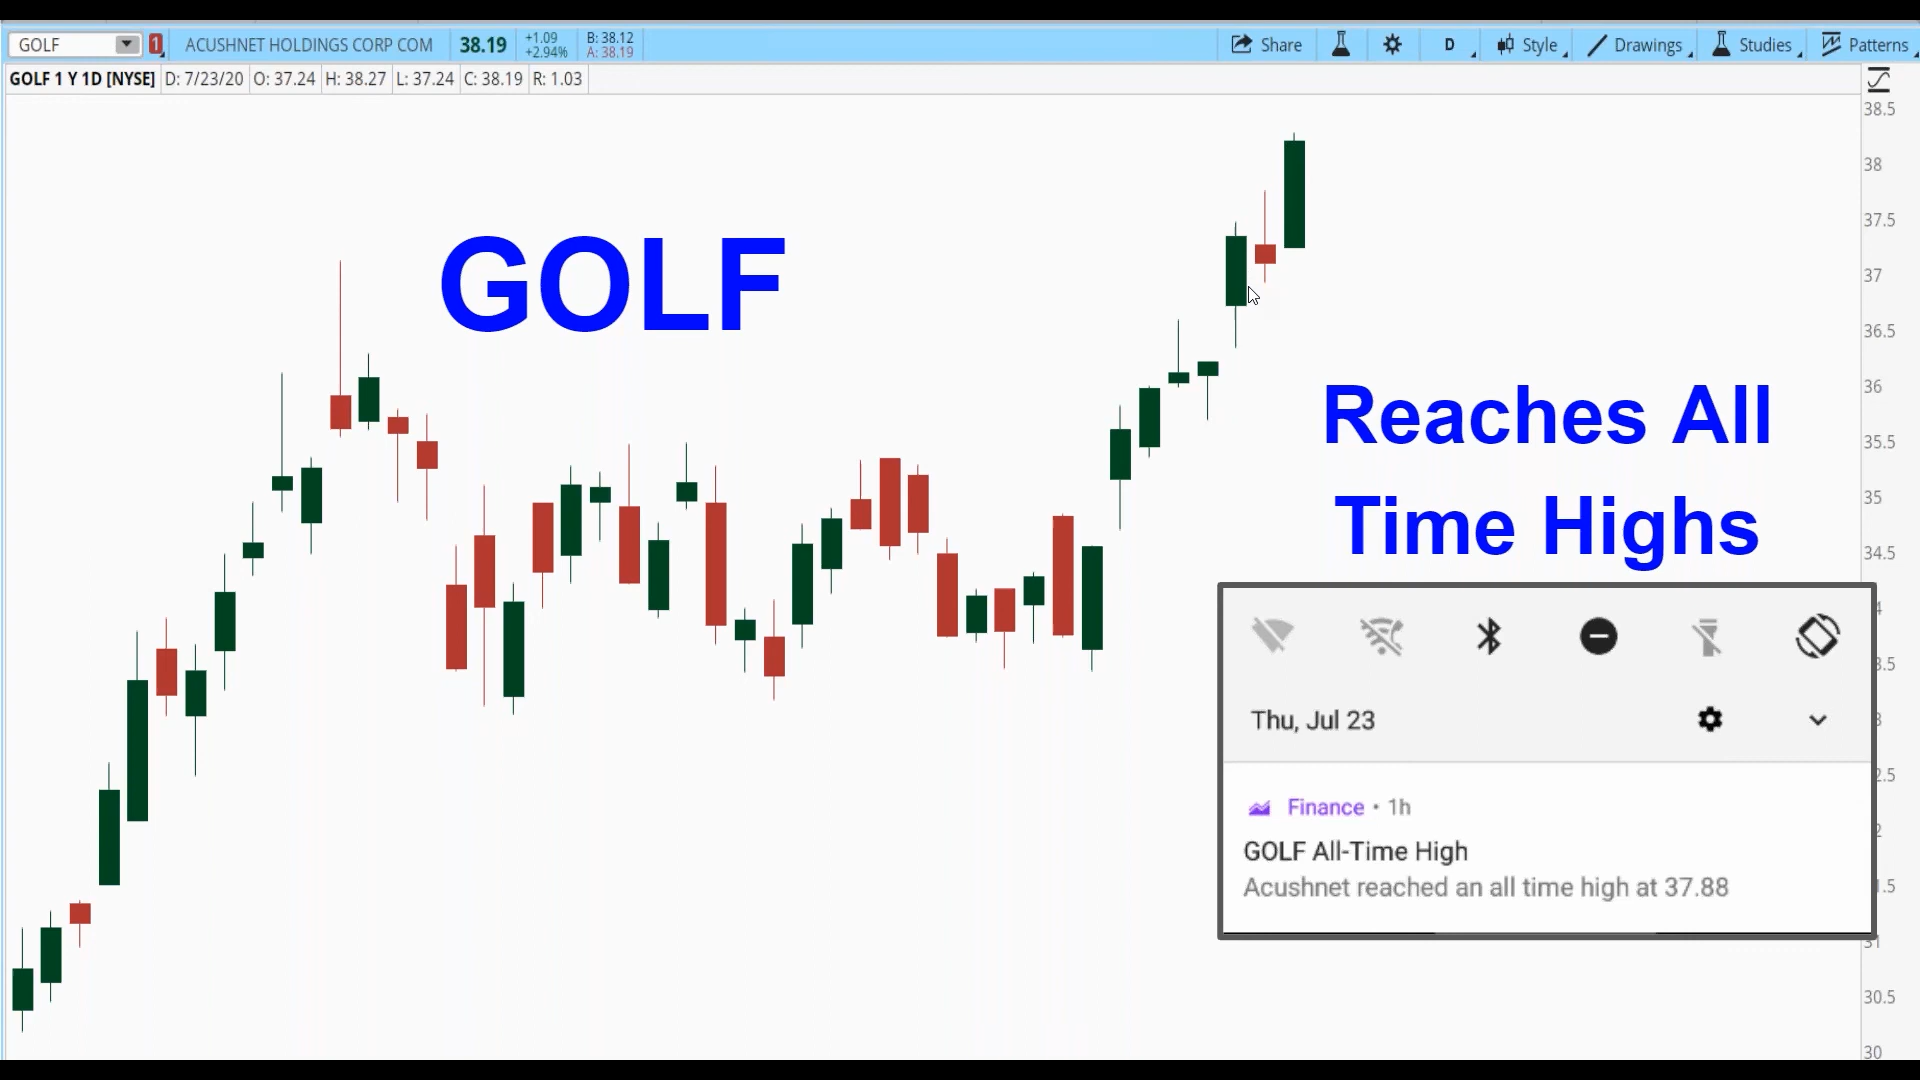 GOLF
1
ACUSHNET HOLDINGS CORP COM
38.19
+1.09
+2.94%
B: 38.12
A: 38.19
Share
D
Style
Drawings
Studies
Patterns
GOLF 1 Y 1D [NYSE]
D: 7/23/20
O: 37.24
H: 38.27
L: 37.24
C: 38.19
R: 1.03
38.5
38
37.5
37
36.5
36
35.5
35
34.5
30.5
30
GOLF
Reaches All
Time Highs
Thu, Jul 23
Finance • 1h
GOLF All-Time High
Acushnet reached an all time high at 37.88